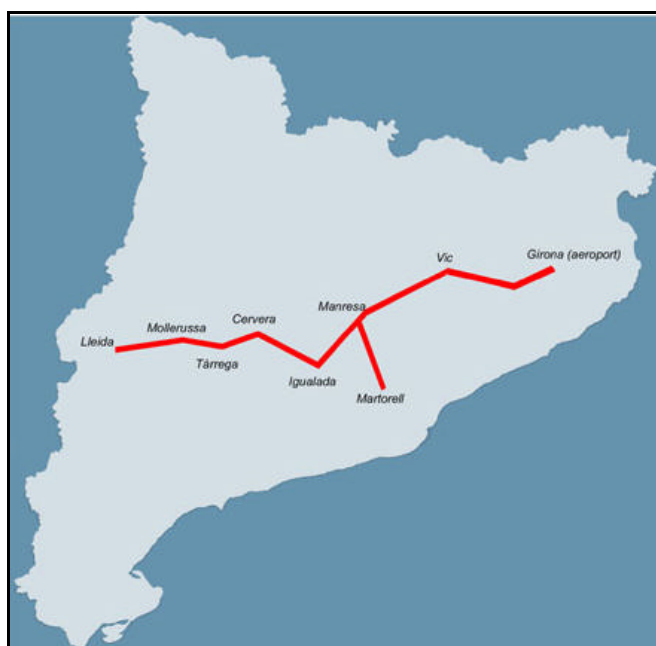 Vic
Girona (aeroport)
Manresa
Cervera
Mollerussa
Lleida
Tàrrega
Igualada
Martorell